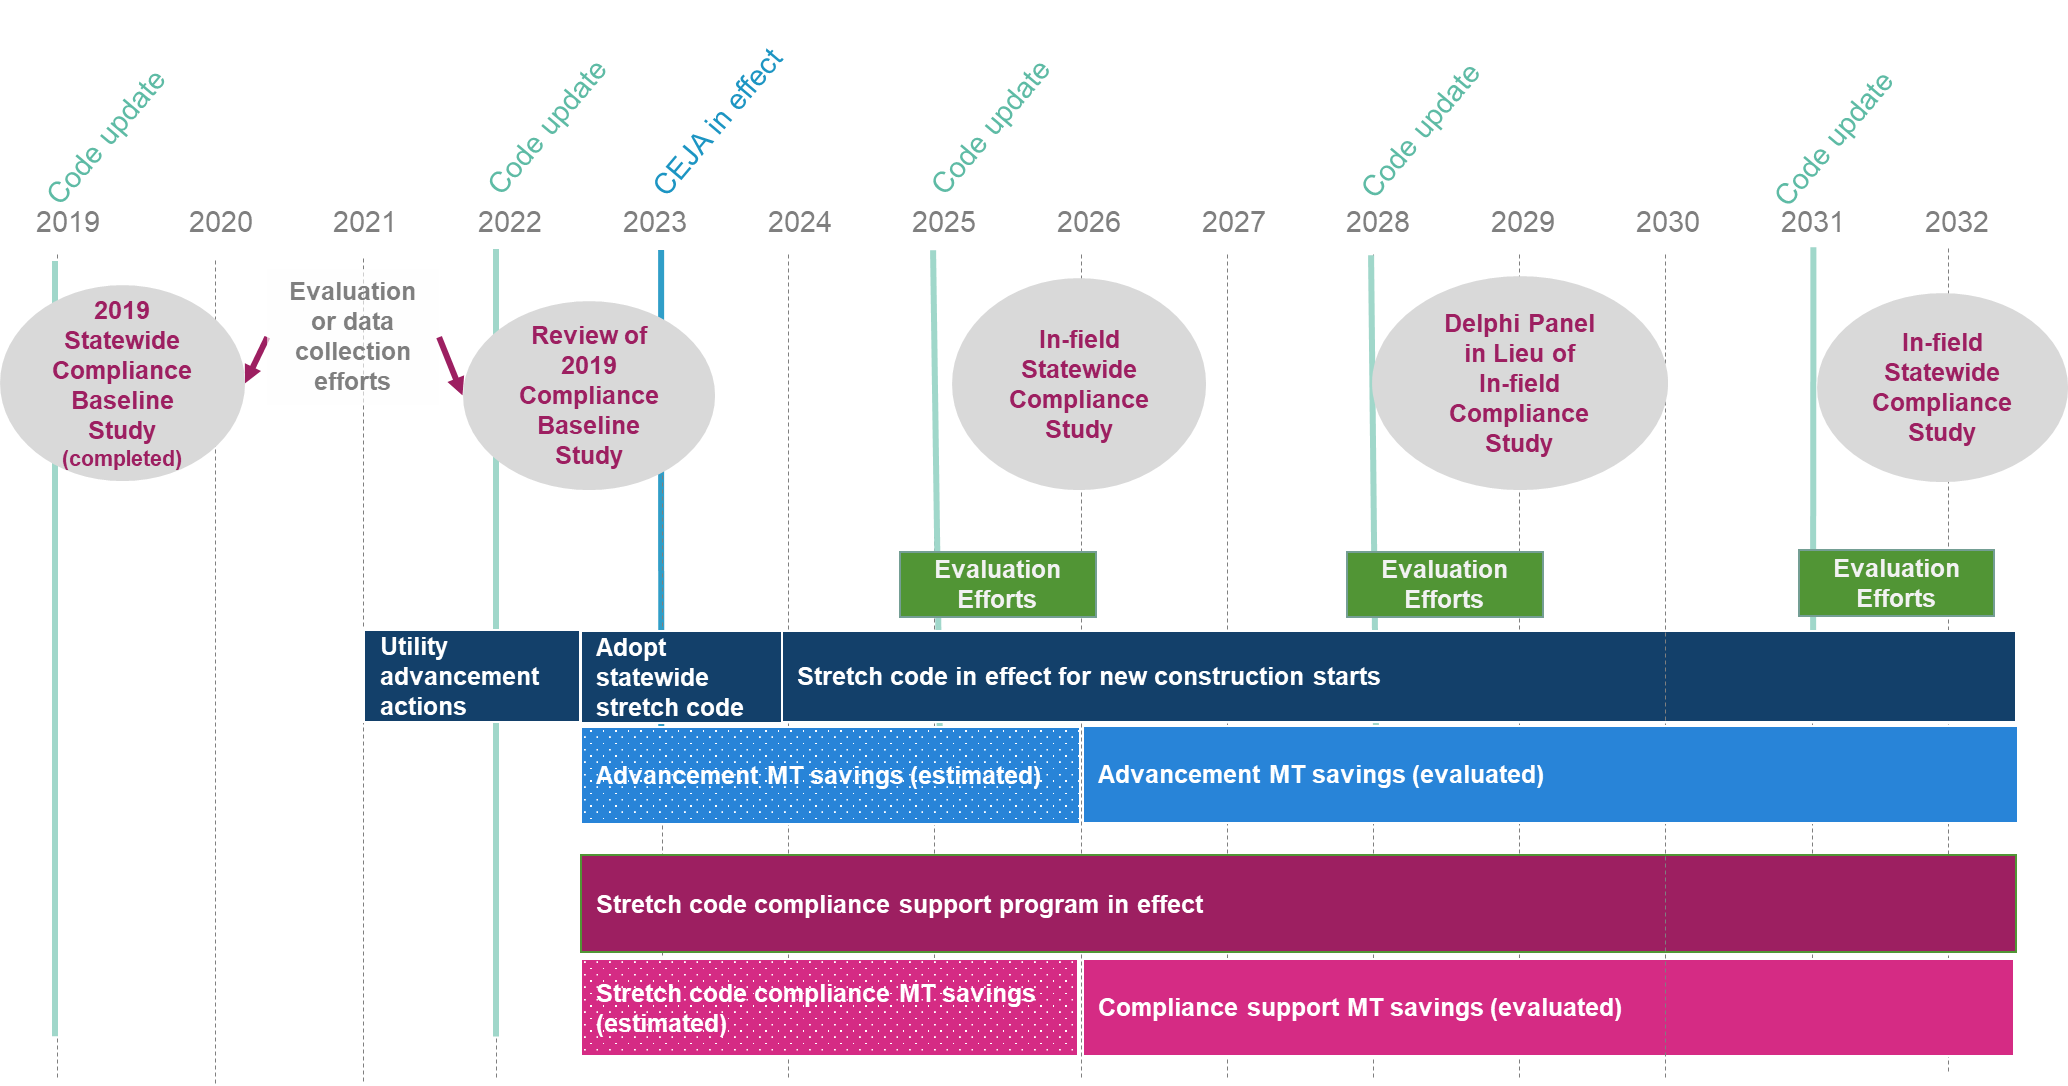 Code update
Code update
CEJA in effect
Code update
Code update
Code update
2019
2020
2021
2022
2023
2024
2025
2026
2027
2028
2029
2030
2031
2032
2019
Statewide
Compliance
Baseline
Study
(completed)
Evaluation
or data
collection
efforts
Review of
2019
Compliance
Baseline
Study
In-field
Statewide
Compliance
Study
Delphi Panel
in Lieu of
In-field
Compliance
Study
In-field
Statewide
Compliance
Study
Evaluation
Efforts
Evaluation
Efforts
Evaluation
Efforts
Utility
advancement
actions
Adopt
statewide
stretch code
Stretch code in effect for new construction starts
Advancement MT savings (estimated)
Advancement MT savings (evaluated)
Stretch code compliance support program in effect
Stretch code compliance MT savings
(estimated)
Compliance support MT savings (evaluated)